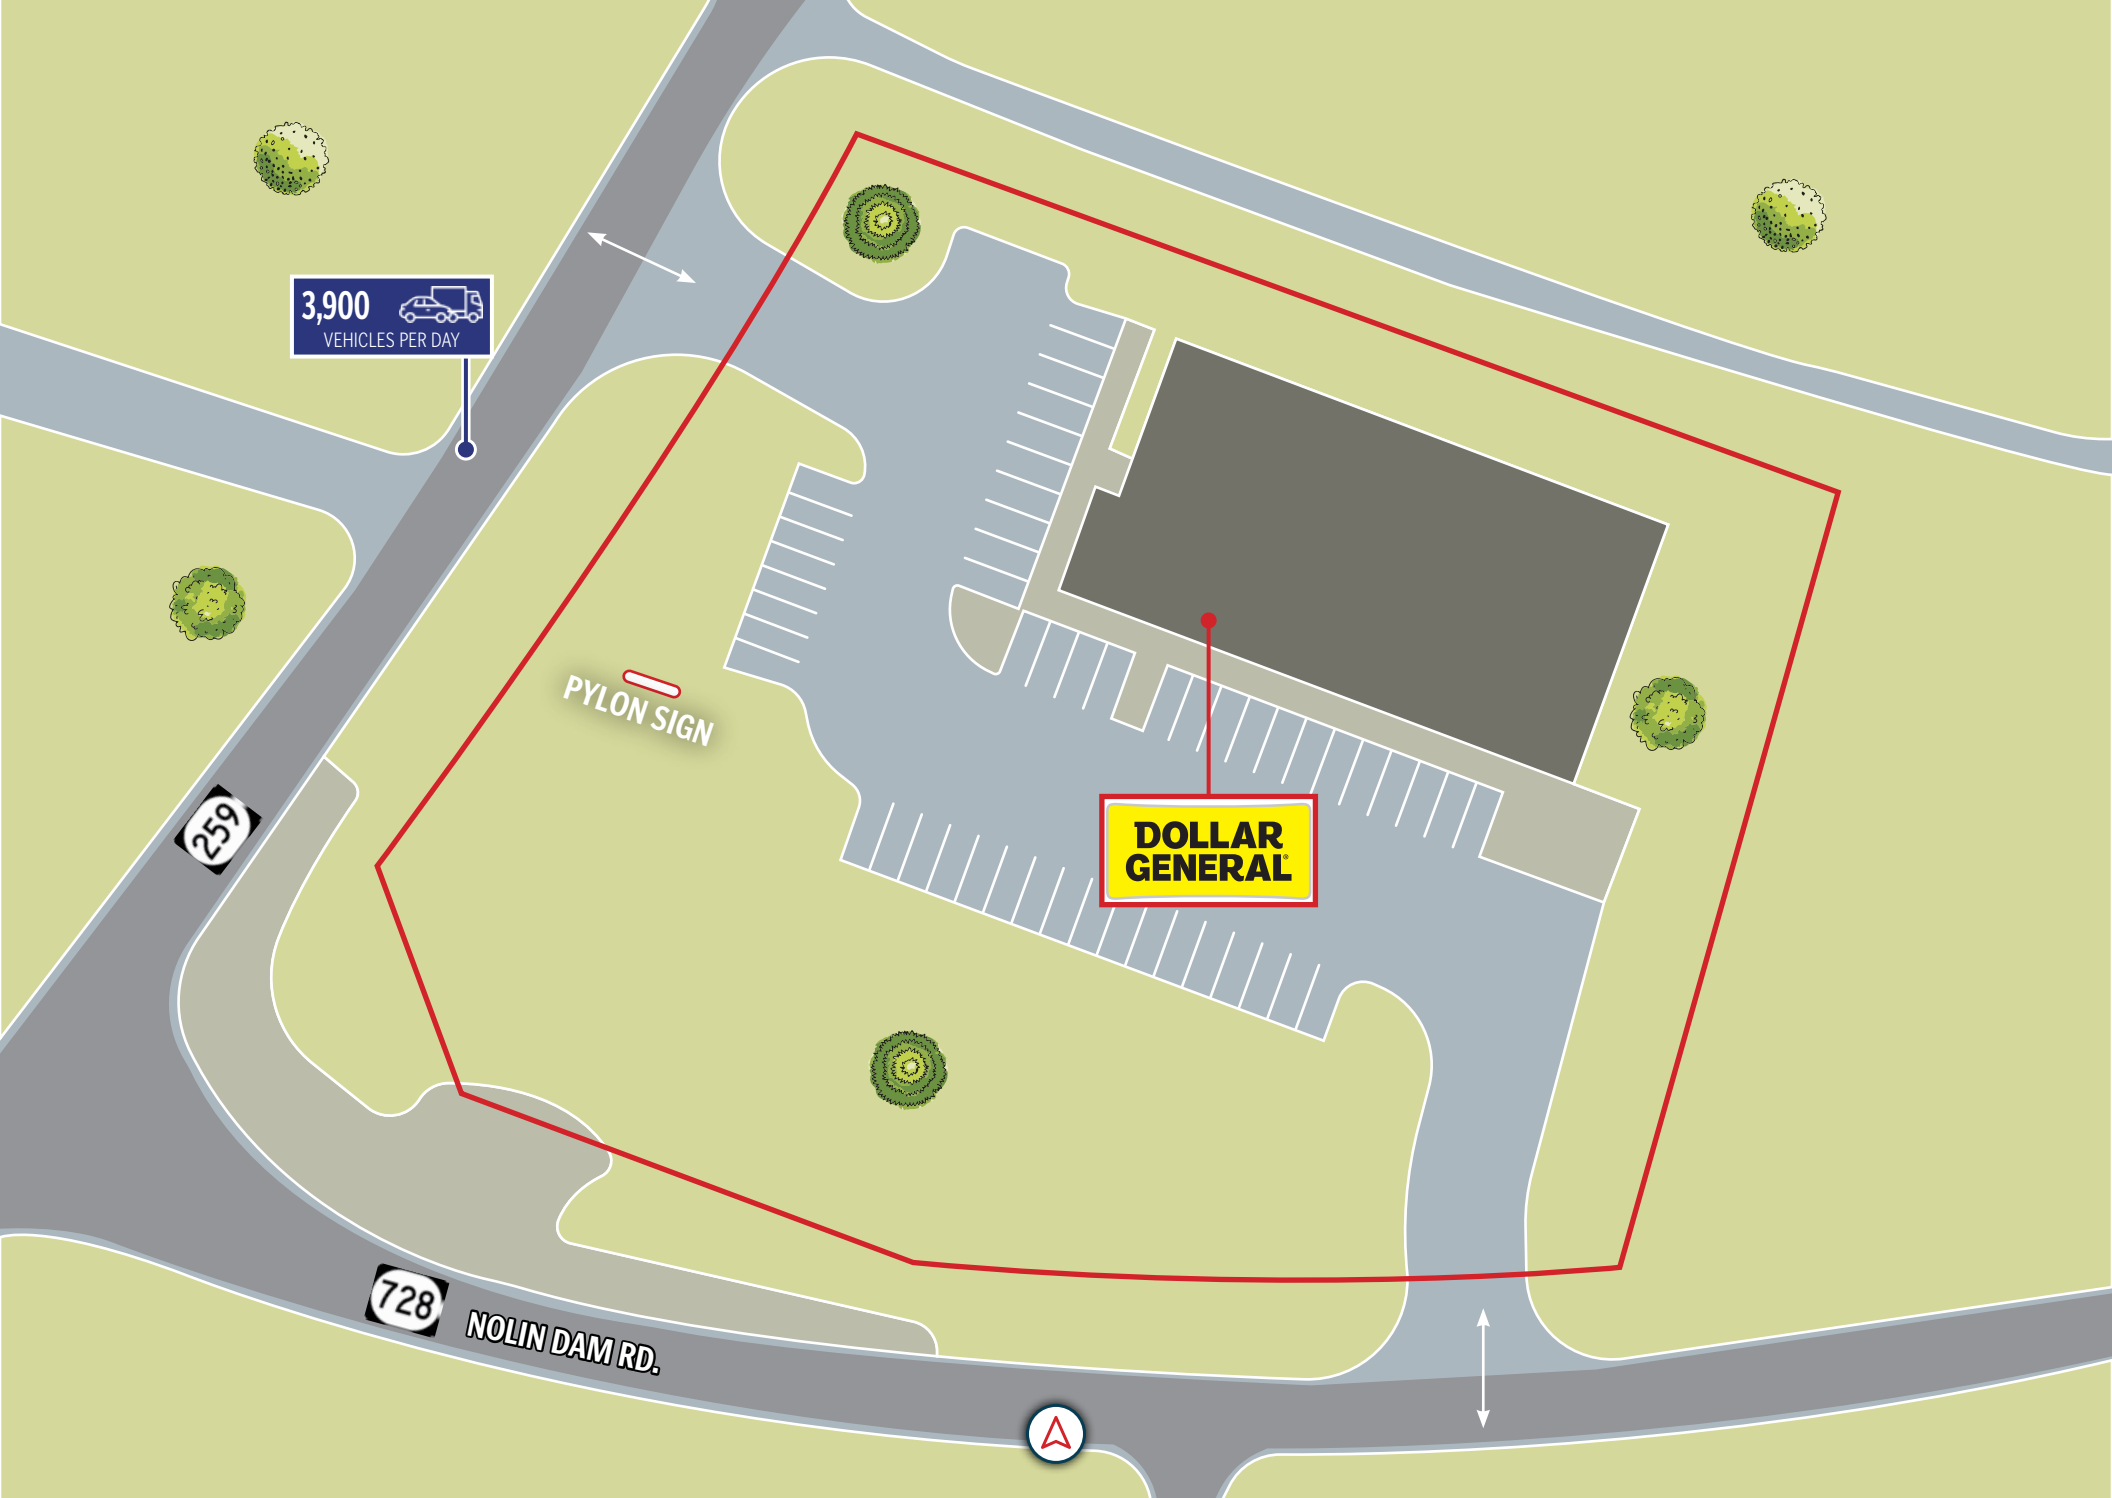 3,900
VEHICLES PER DAY
PYLON SIGN
259
DOLLAR
GENERAL®
728
NOLIN DAM RD.